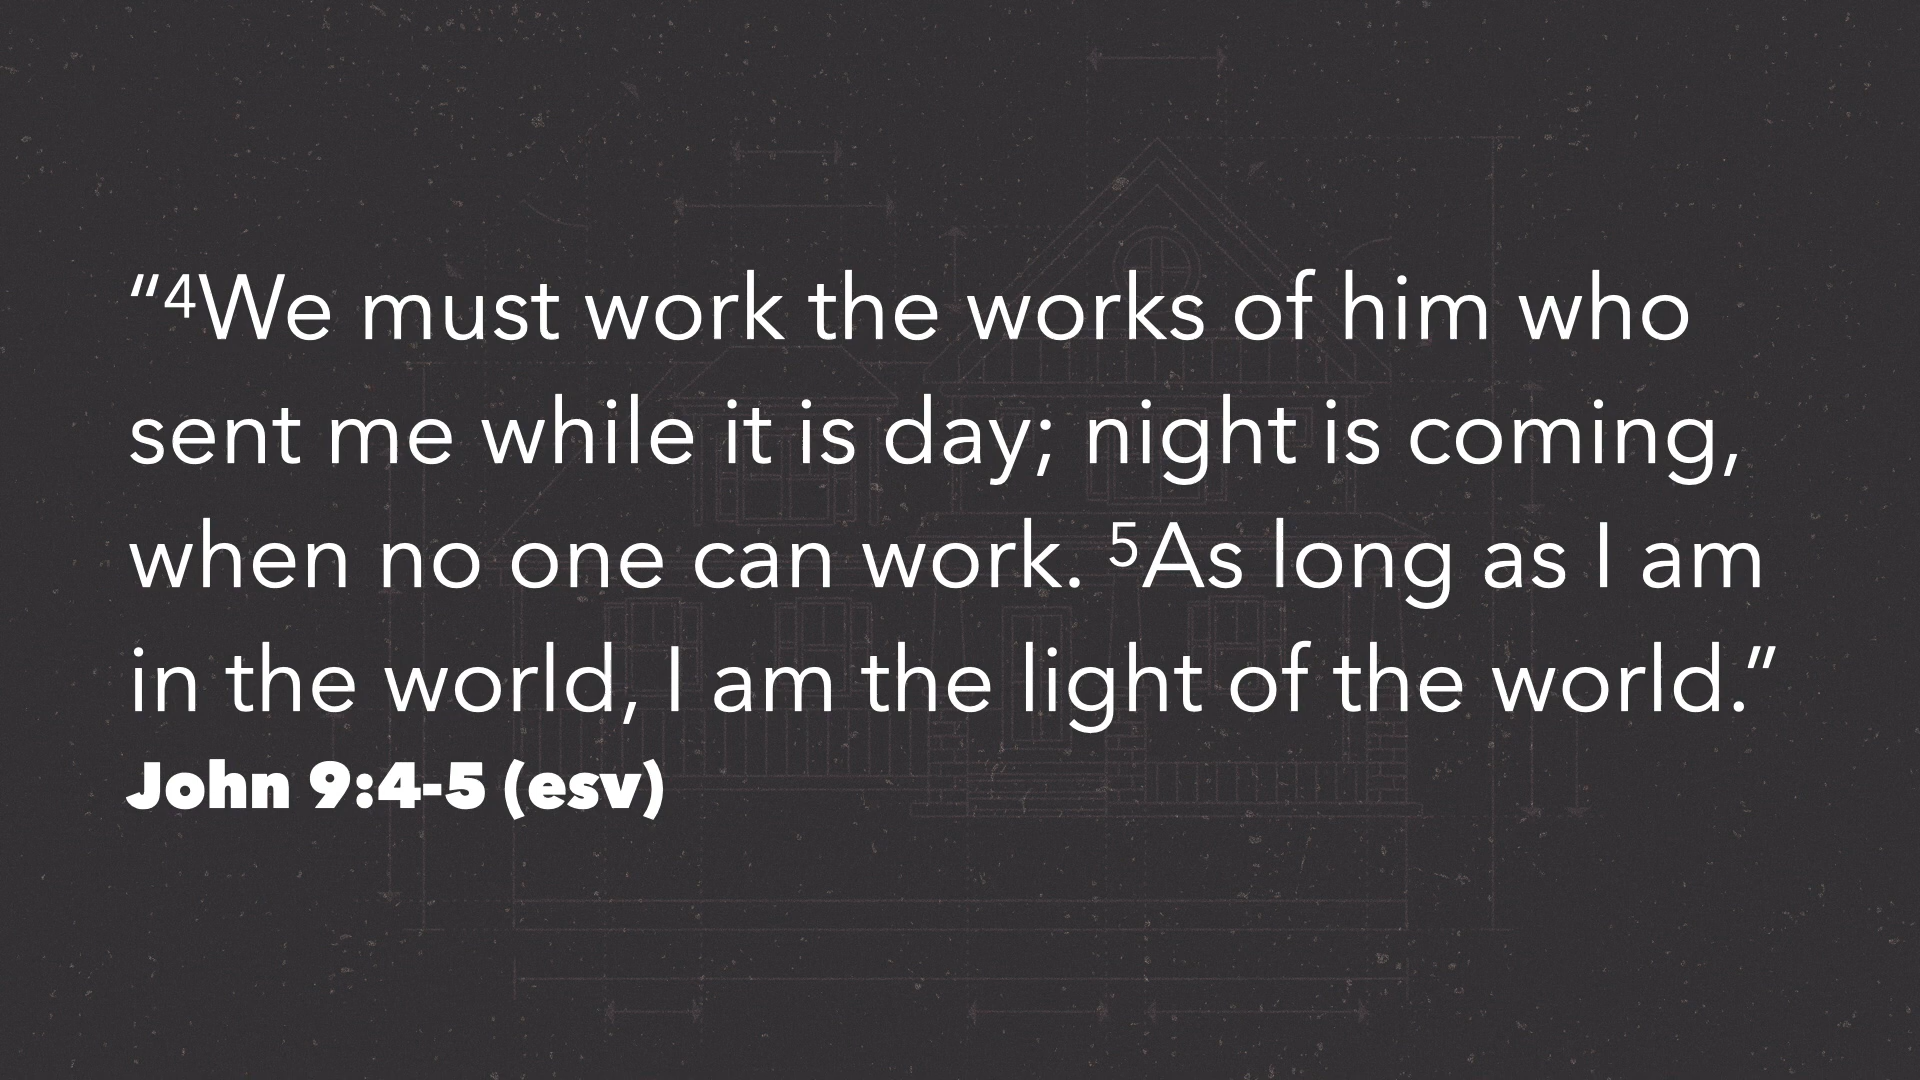 “⁴We must work the works of him who
sent me while it is day; night is coming,
when no one can work. ⁵As long as I am
in the world, I am the light of the world.”
John 9:4-5 (esv)